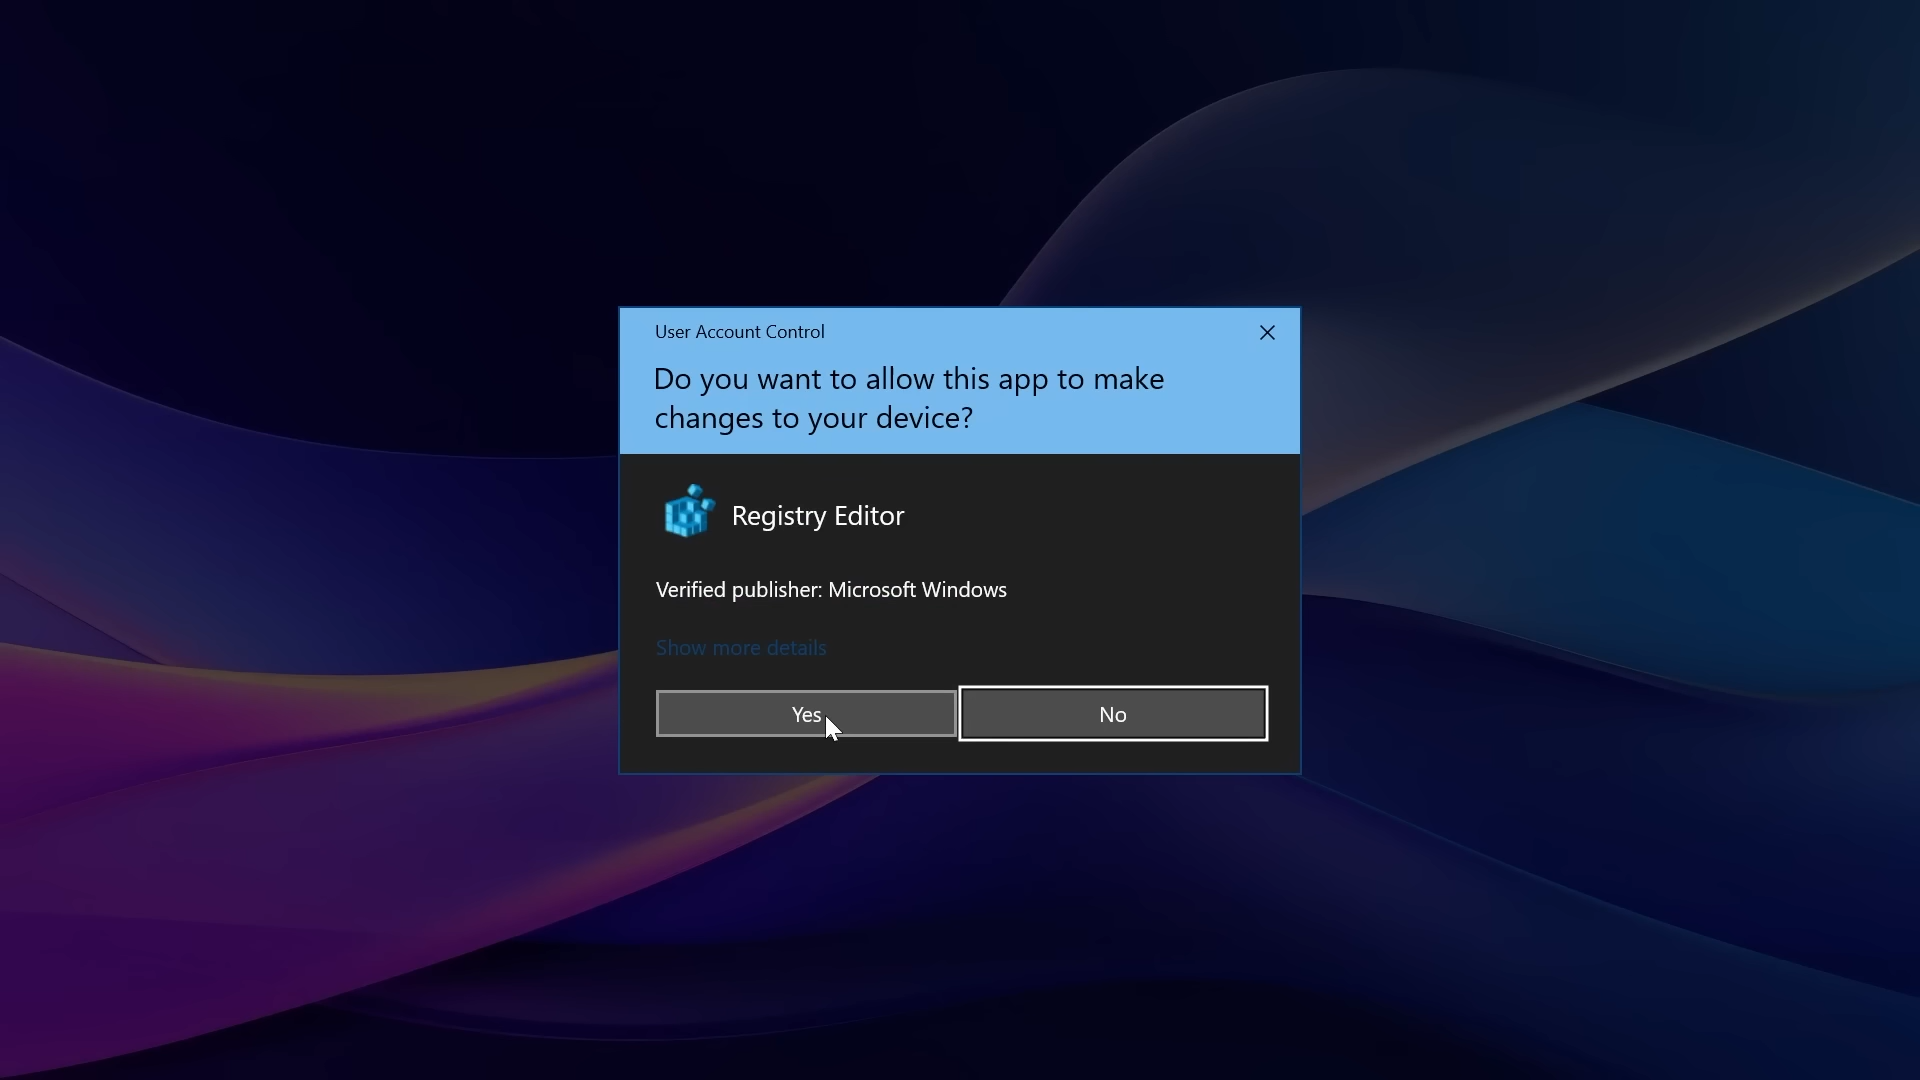 User Account Control
Do you want to allow this app to make
changes to your device?
Registry Editor
Verified publisher: Microsoft Windows
Show more details
Yes
No